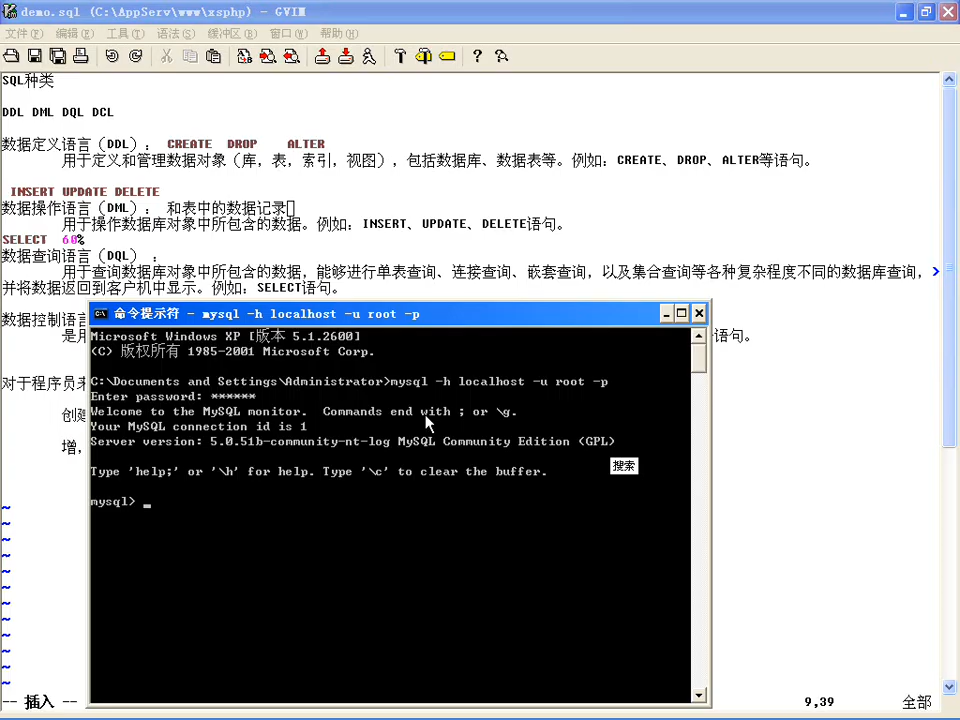 demo.sql (C:\AppServ\www\xsphp) - GVIM
文件(F) 编辑(E) 工具(T) 语法(S) 缓冲区(B) 窗口(W) 帮助(H)
SQL种类
DDL DML DQL DCL
数据定义语言（DDL）： CREATE DROP ALTER
用于定义和管理数据对象（库，表，索引，视图），包括数据库、数据表等。例如：CREATE、DROP、ALTER等语句。
INSERT UPDATE DELETE
数据操作语言（DML）： 和表中的数据记录
用于操作数据库对象中所包含的数据。例如：INSERT、UPDATE、DELETE语句。
SELECT 60%
数据查询语言（DQL）：
用于查询数据库对象中所包含的数据，能够进行单表查询、连接查询、嵌套查询，以及集合查询等各种复杂程度不同的数据库查询，
并将数据返回到客户机中显示。例如：SELECT语句。
数据控制语言
是用 语句。
对于程序员来
创建
增，
命令提示符 - mysql -h localhost -u root -p
Microsoft Windows XP [版本 5.1.2600]
(C) 版权所有 1985-2001 Microsoft Corp.
C:\Documents and Settings\Administrator>mysql -h localhost -u root -p
Enter password: ******
Welcome to the MySQL monitor.  Commands end with ; or \g.
Your MySQL connection id is 1
Server version: 5.0.51b-community-nt-log MySQL Community Edition (GPL)
Type 'help;' or '\h' for help. Type '\c' to clear the buffer.
搜索
mysql> _
~
~
~
~
~
~
~
~
~
~
~
~
-- 插入 -- 9,39 全部